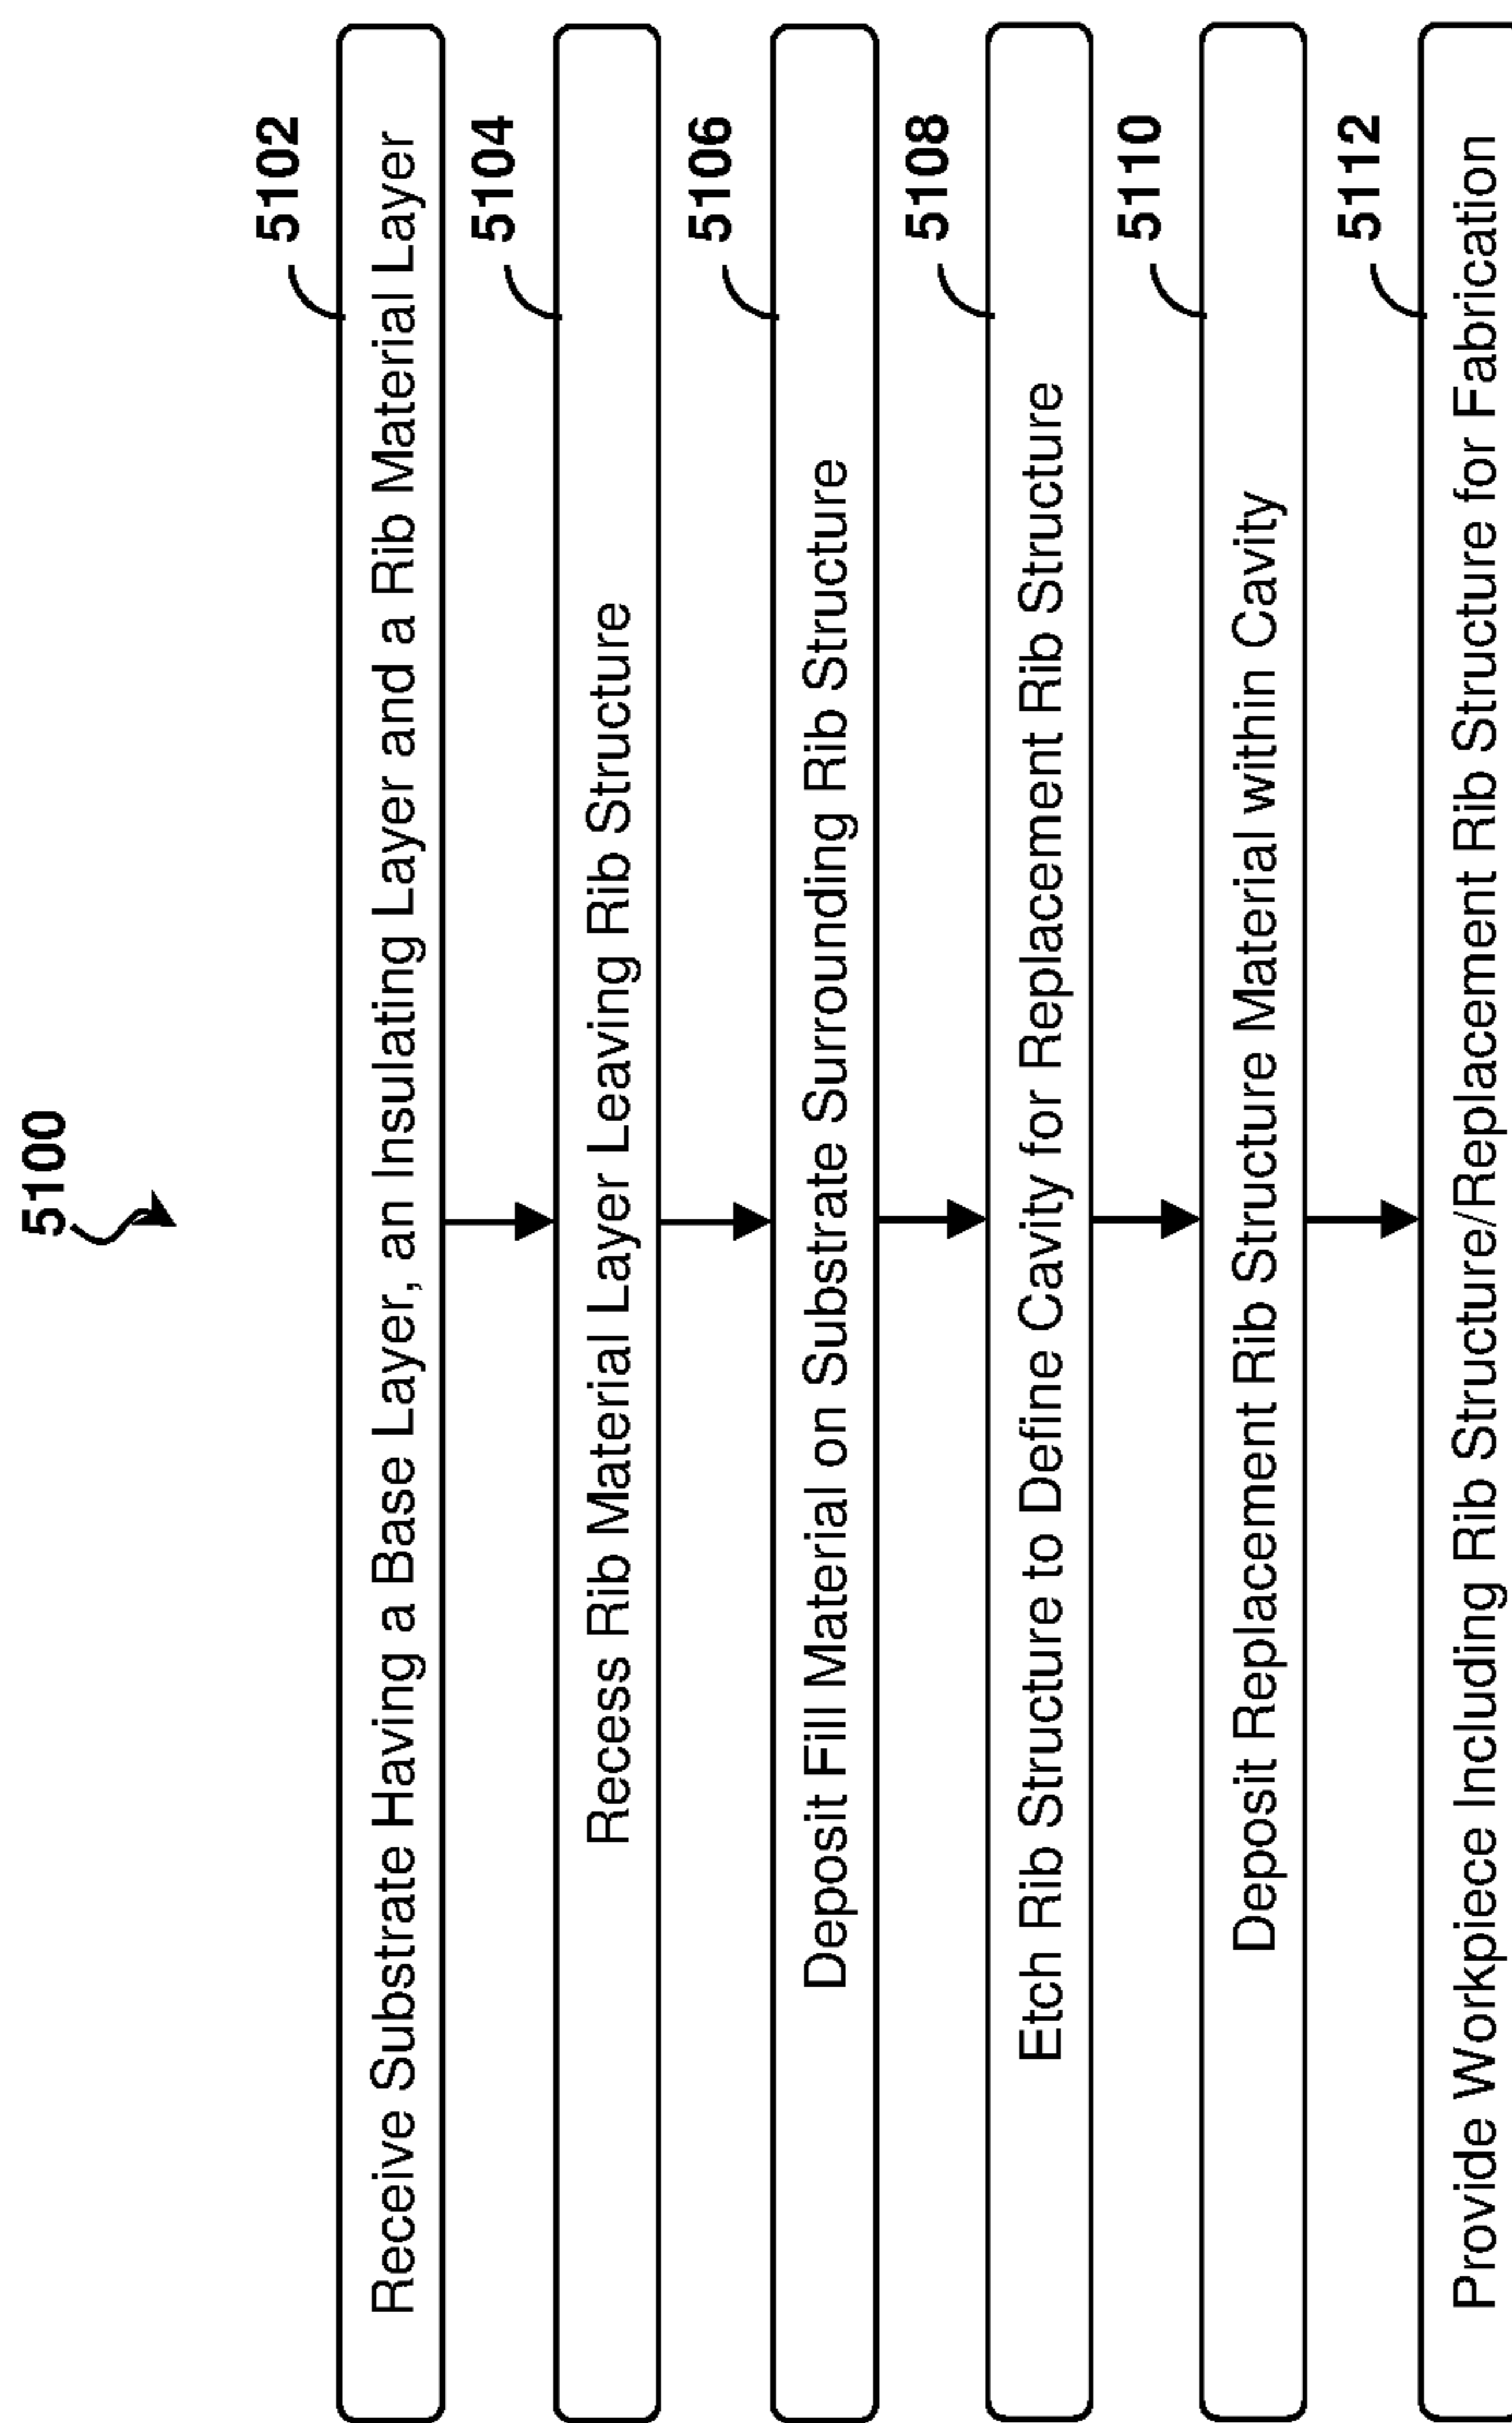 5100
5102
Receive Substrate Having a Base Layer, an Insulating Layer and a Rib Material Layer
5104
Recess Rib Material Layer Leaving Rib Structure
5106
Deposit Fill Material on Substrate Surrounding Rib Structure
5108
Etch Rib Structure to Define Cavity for Replacement Rib Structure
5110
Deposit Replacement Rib Structure Material within Cavity
5112
Provide Workpiece Including Rib Structure/Replacement Rib Structure for Fabrication